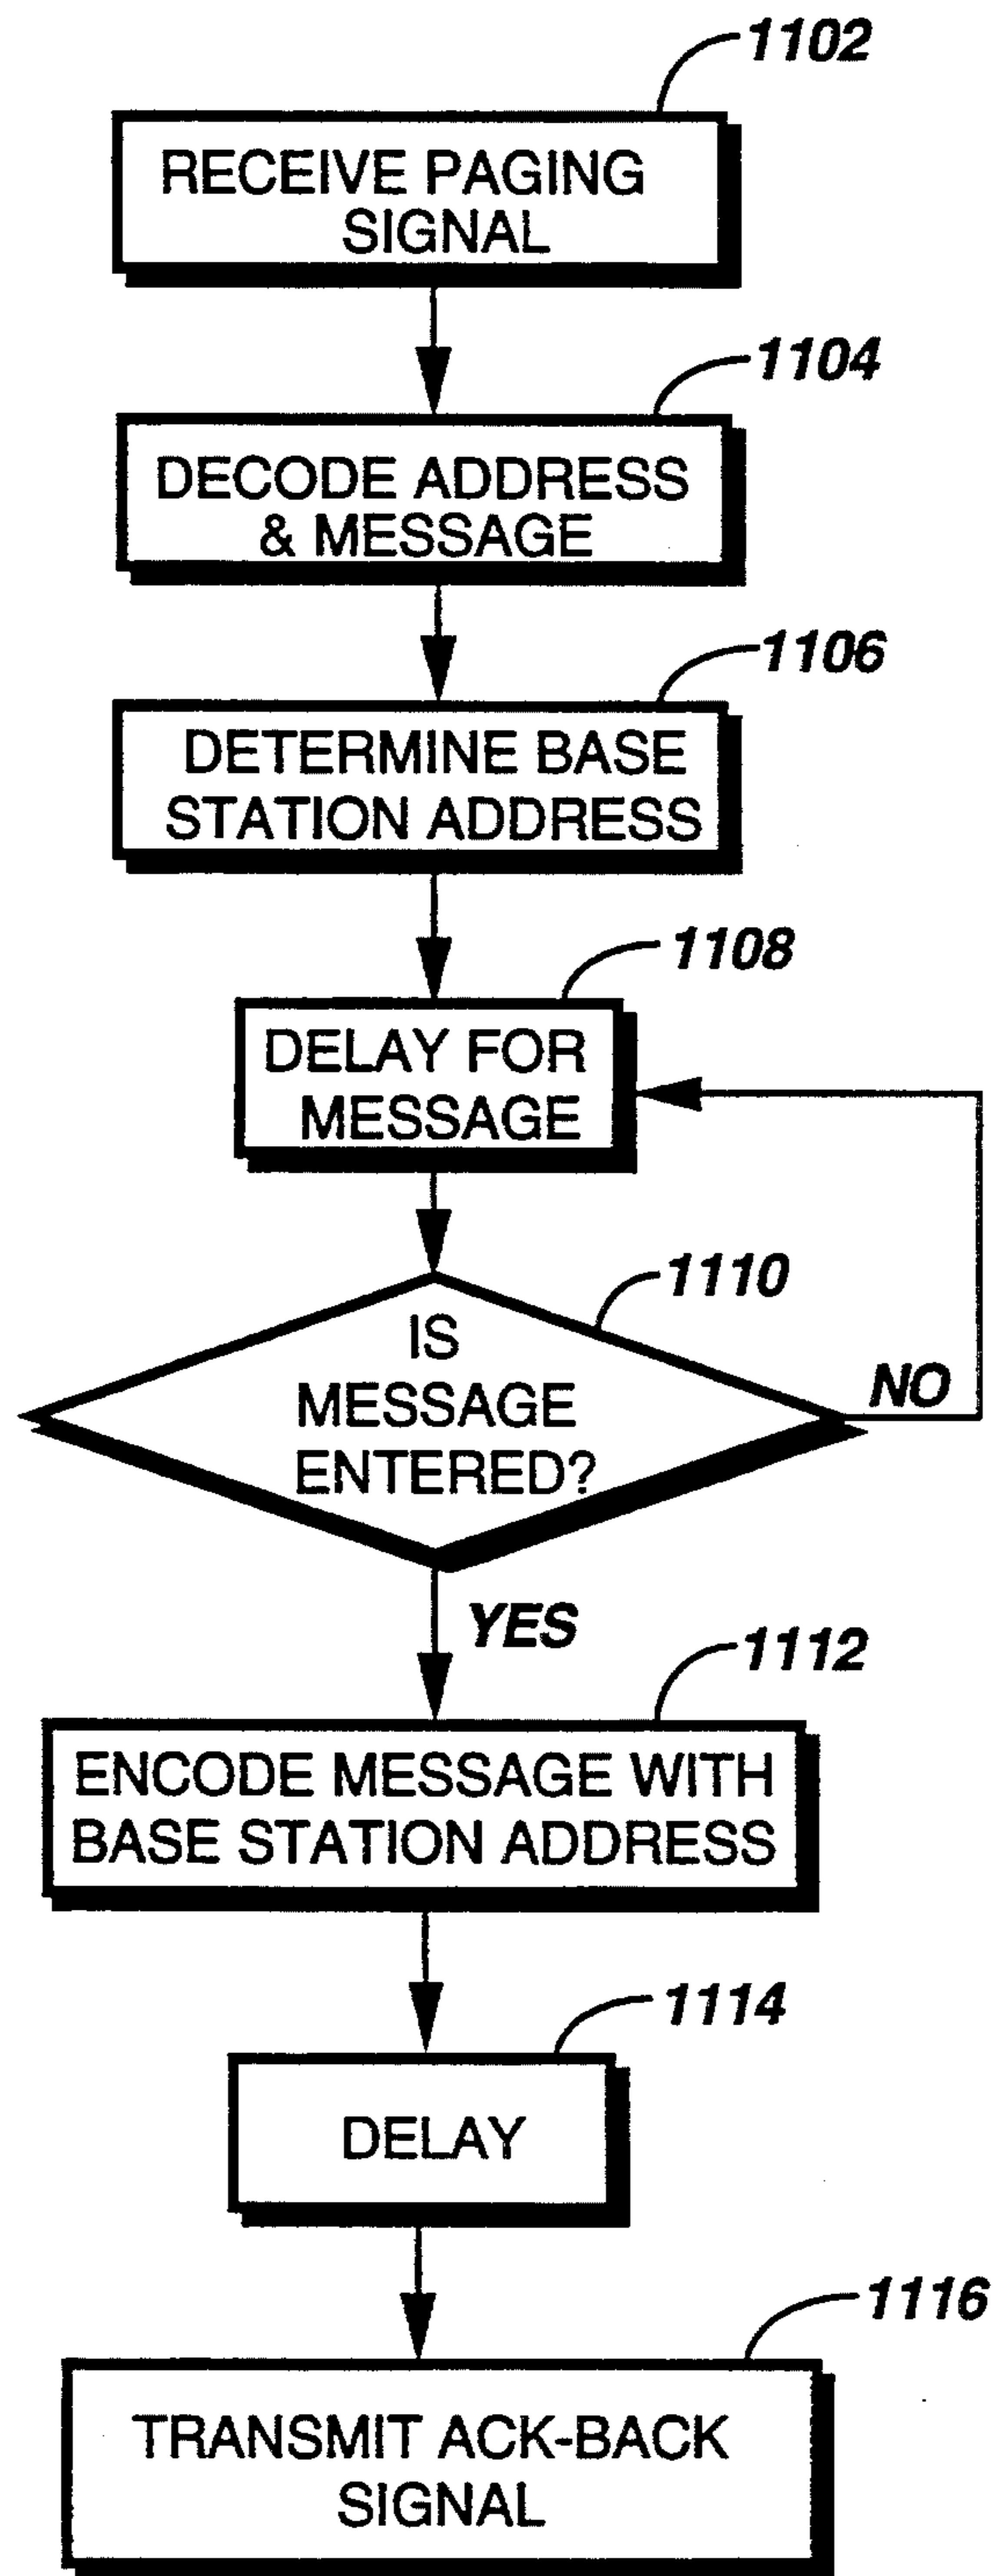 1102
RECEIVE PAGING
SIGNAL
1104
DECODE ADDRESS
& MESSAGE
1106
DETERMINE BASE
STATION ADDRESS
1108
DELAY FOR
MESSAGE
1110
IS
MESSAGE
ENTERED?
NO
YES
1112
ENCODE MESSAGE WITH
BASE STATION ADDRESS
1114
DELAY
1116
TRANSMIT ACK-BACK
SIGNAL